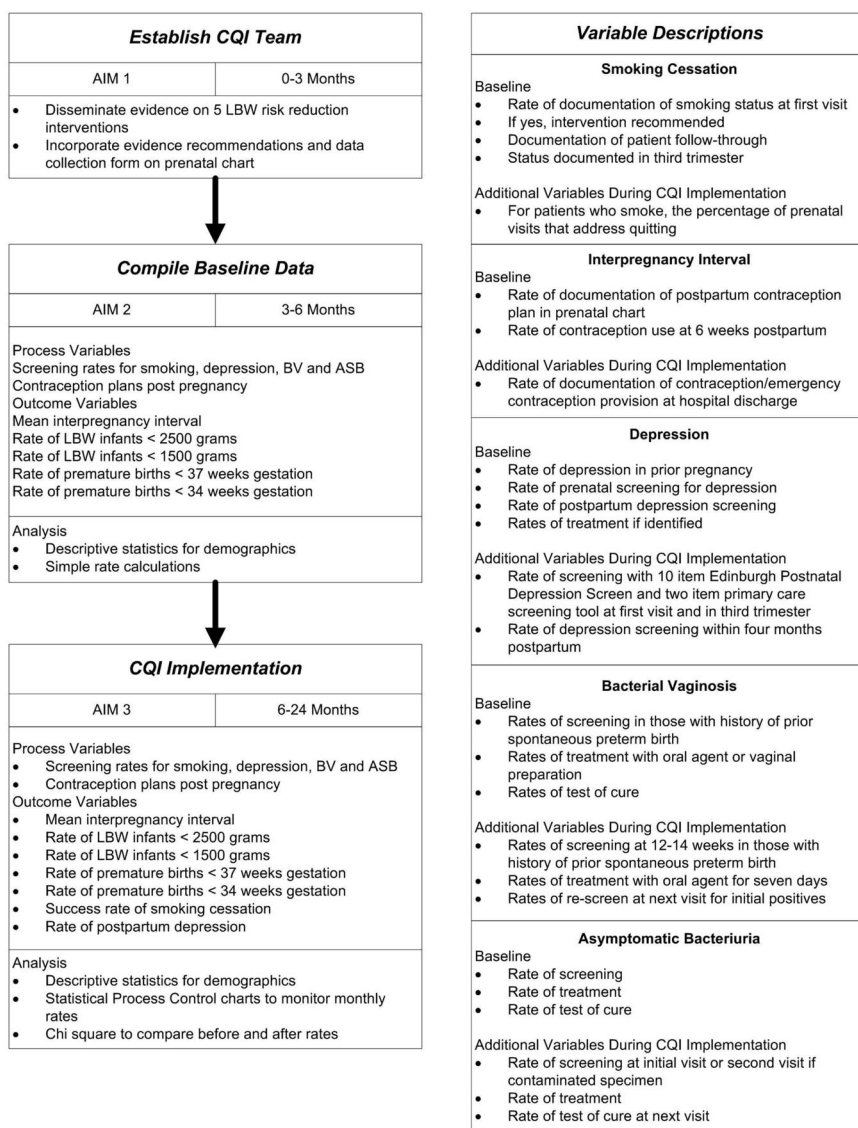 Establish CQI Team
AIM 1
0-3 Months
• Disseminate evidence on 5 LBW risk reduction
interventions
• Incorporate evidence recommendations and data
collection form on prenatal chart
Compile Baseline Data
AIM 2
3-6 Months
Process Variables
Screening rates for smoking, depression, BV and ASB
Contraception plans post pregnancy
Outcome Variables
Mean interpregnancy interval
Rate of LBW infants < 2500 grams
Rate of LBW infants < 1500 grams
Rate of premature births < 37 weeks gestation
Rate of premature births < 34 weeks gestation
Analysis
• Descriptive statistics for demographics
• Simple rate calculations
CQI Implementation
AIM 3
6-24 Months
Process Variables
• Screening rates for smoking, depression, BV and ASB
• Contraception plans post pregnancy
Outcome Variables
• Mean interpregnancy interval
• Rate of LBW infants < 2500 grams
• Rate of LBW infants < 1500 grams
• Rate of premature births < 37 weeks gestation
• Rate of premature births < 34 weeks gestation
• Success rate of smoking cessation
• Rate of postpartum depression
Analysis
• Descriptive statistics for demographics
• Statistical Process Control charts to monitor monthly
rates
• Chi square to compare before and after rates
Variable Descriptions
Smoking Cessation
Baseline
• Rate of documentation of smoking status at first visit
• If yes, intervention recommended
• Documentation of patient follow-through
• Status documented in third trimester
Additional Variables During CQI Implementation
• For patients who smoke, the percentage of prenatal
visits that address quitting
Interpregnancy Interval
Baseline
• Rate of documentation of postpartum contraception
plan in prenatal chart
• Rate of contraception use at 6 weeks postpartum
Additional Variables During CQI Implementation
• Rate of documentation of contraception/emergency
contraception provision at hospital discharge
Depression
Baseline
• Rate of depression in prior pregnancy
• Rate of prenatal screening for depression
• Rate of postpartum depression screening
• Rates of treatment if identified
Additional Variables During CQI Implementation
• Rate of screening with 10 item Edinburgh Postnatal
Depression Screen and two item primary care
screening tool at first visit and in third trimester
• Rate of depression screening within four months
postpartum
Bacterial Vaginosis
Baseline
• Rates of screening in those with history of prior
spontaneous preterm birth
• Rates of treatment with oral agent or vaginal
preparation
• Rates of test of cure
Additional Variables During CQI Implementation
• Rates of screening at 12-14 weeks in those with
history of prior spontaneous preterm birth
• Rates of treatment with oral agent for seven days
• Rates of re-screen at next visit for initial positives
Asymptomatic Bacteriuria
Baseline
• Rate of screening
• Rate of treatment
• Rate of test of cure
Additional Variables During CQI Implementation
• Rate of screening at initial visit or second visit if
contaminated specimen
• Rate of treatment
• Rate of test of cure at next visit